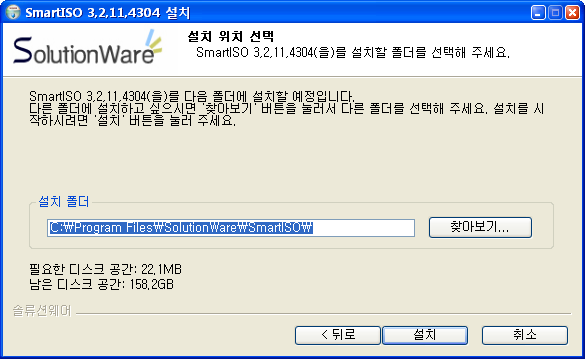 SmartISO 3,2,11,4304 설치
SolutionWare
설치 위치 선택
SmartISO 3,2,11,4304(을)를 설치할 폴더를 선택해 주세요.
SmartISO 3,2,11,4304(을)를 다음 폴더에 설치할 예정입니다.
다른 폴더에 설치하고 싶으시면 '찾아보기' 버튼을 눌러서 다른 폴더를 선택해 주세요. 설치를 시
작하시려면 '설치' 버튼을 눌러 주세요.
설치 폴더
C:₩Program Files₩SolutionWare₩SmartISO₩
찾아보기...
필요한 디스크 공간: 22,1MB
남은 디스크 공간: 158,2GB
솔류션웨어
< 뒤로
설치
취소